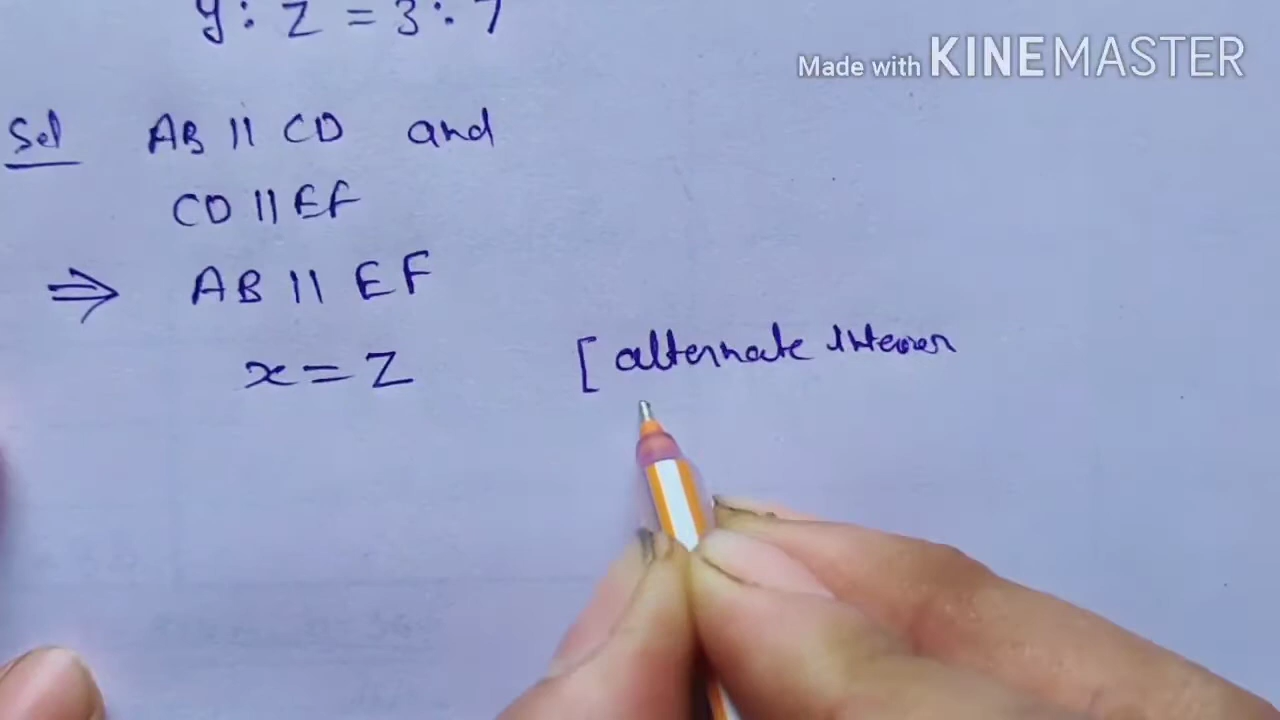 y : z = 3 : 7
Made with KINEMASTER
Sol AB || CD and
CD || EF
⇒ AB || EF
x = z [ alternate